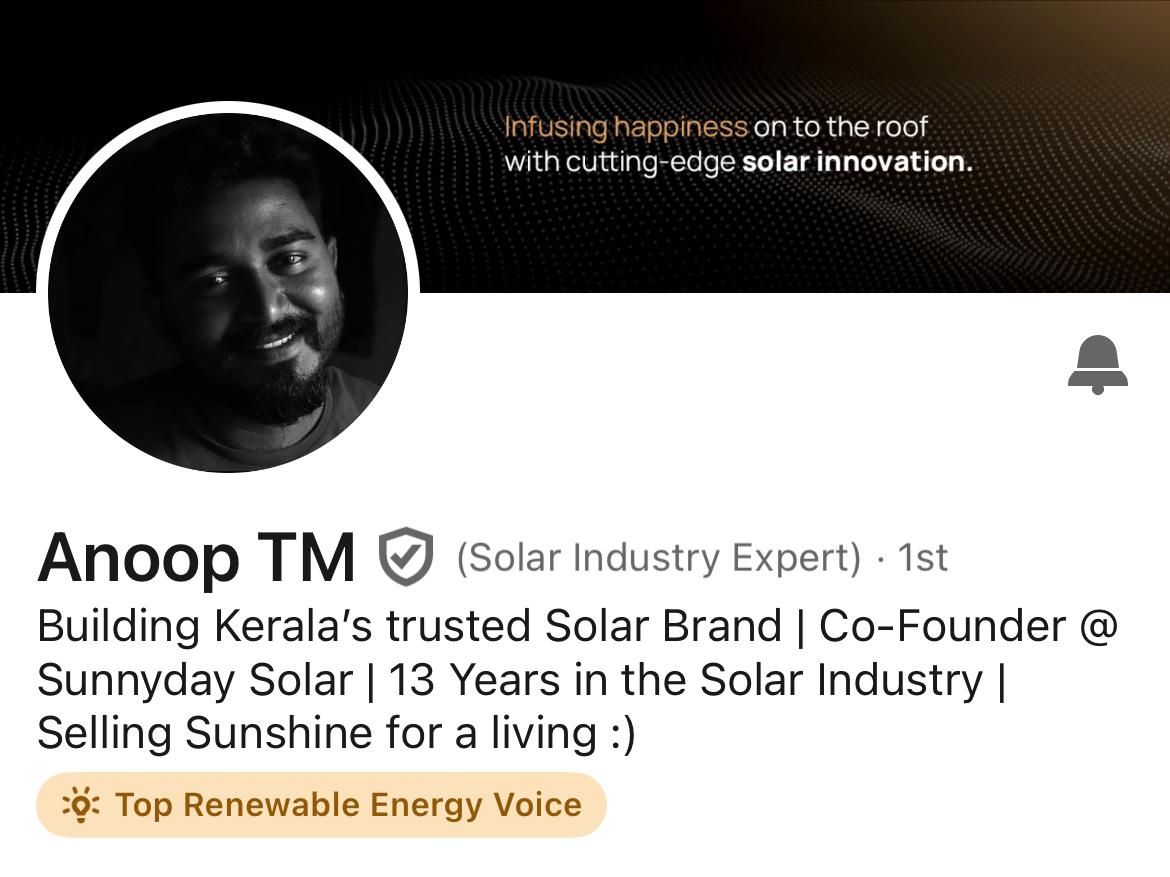 Infusing happiness on to the roof
with cutting-edge solar innovation.
Anoop TM (Solar Industry Expert) · 1st
Building Kerala’s trusted Solar Brand | Co-Founder @
Sunnyday Solar | 13 Years in the Solar Industry |
Selling Sunshine for a living :)
Top Renewable Energy Voice